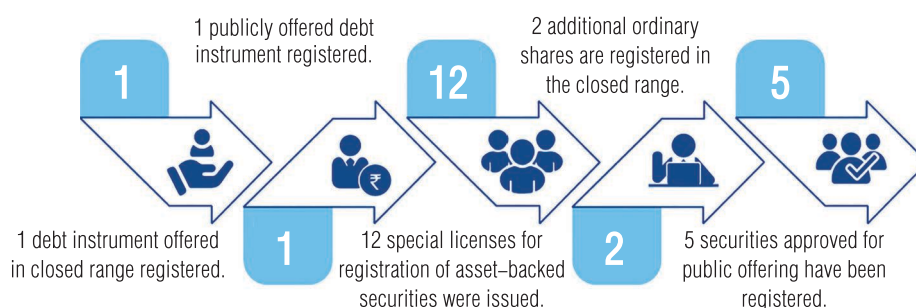 1
1 debt instrument offered
in closed range registered.
1 publicly offered debt
instrument registered.
1
12
12 special licenses for
registration of asset–backed
securities were issued.
2 additional ordinary
shares are registered in
the closed range.
2
5
5 securities approved for
public offering have been
registered.
₹